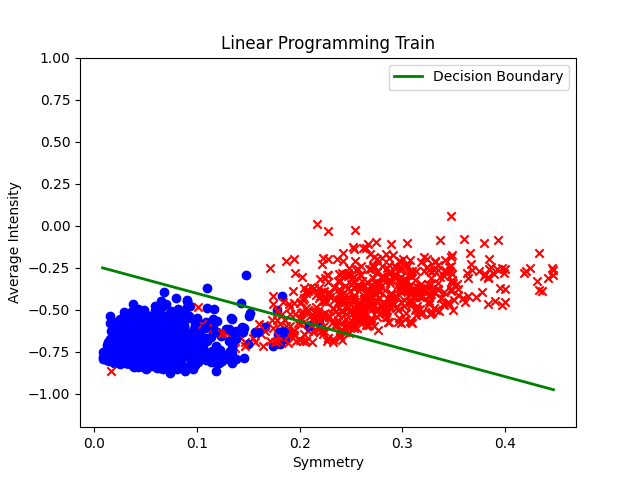 Linear Programming Train
Decision Boundary
1.00
0.75
0.50
0.25
0.00
−0.25
−0.50
−0.75
−1.00
Average Intensity
0.0 0.1 0.2 0.3 0.4
Symmetry